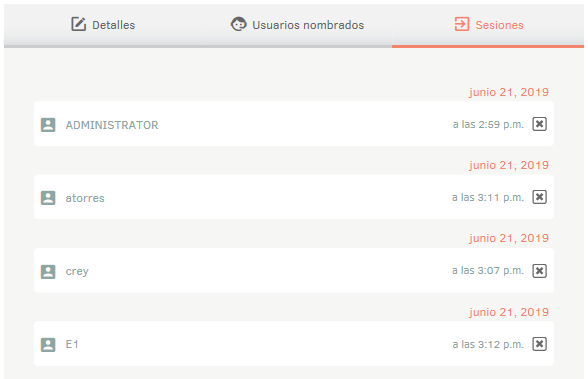 Detalles
Usuarios nombrados
Sesiones
junio 21, 2019
ADMINISTRATOR a las 2:59 p.m.
junio 21, 2019
atorres a las 3:11 p.m.
junio 21, 2019
crey a las 3:07 p.m.
junio 21, 2019
E1 a las 3:12 p.m.